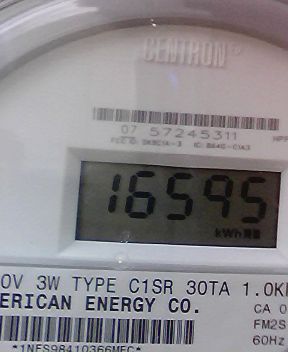 CENTRON®
07 57245311
16595
kWh
0V 3W TYPE C1SR 30TA 1.0K
ERICAN ENERGY CO.
CA 0
FM2S
60Hz
*1NES98410366MEC*